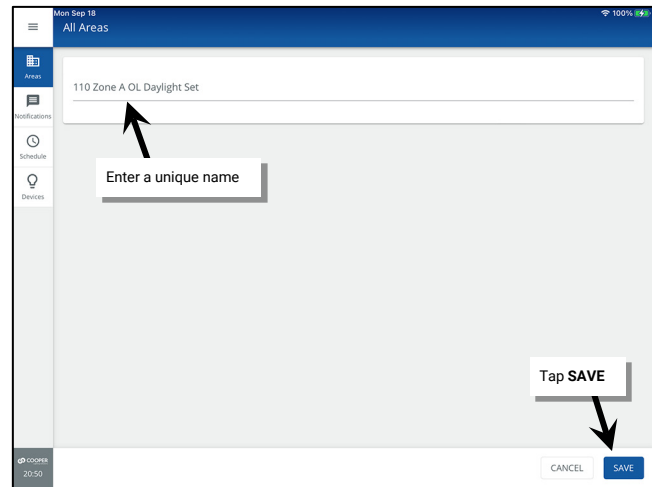 Mon Sep 18
100%
All Areas
Areas
Notifications
Schedule
Devices
110 Zone A OL Daylight Set
Enter a unique name
Tap SAVE
COOPER
20:50
CANCEL
SAVE